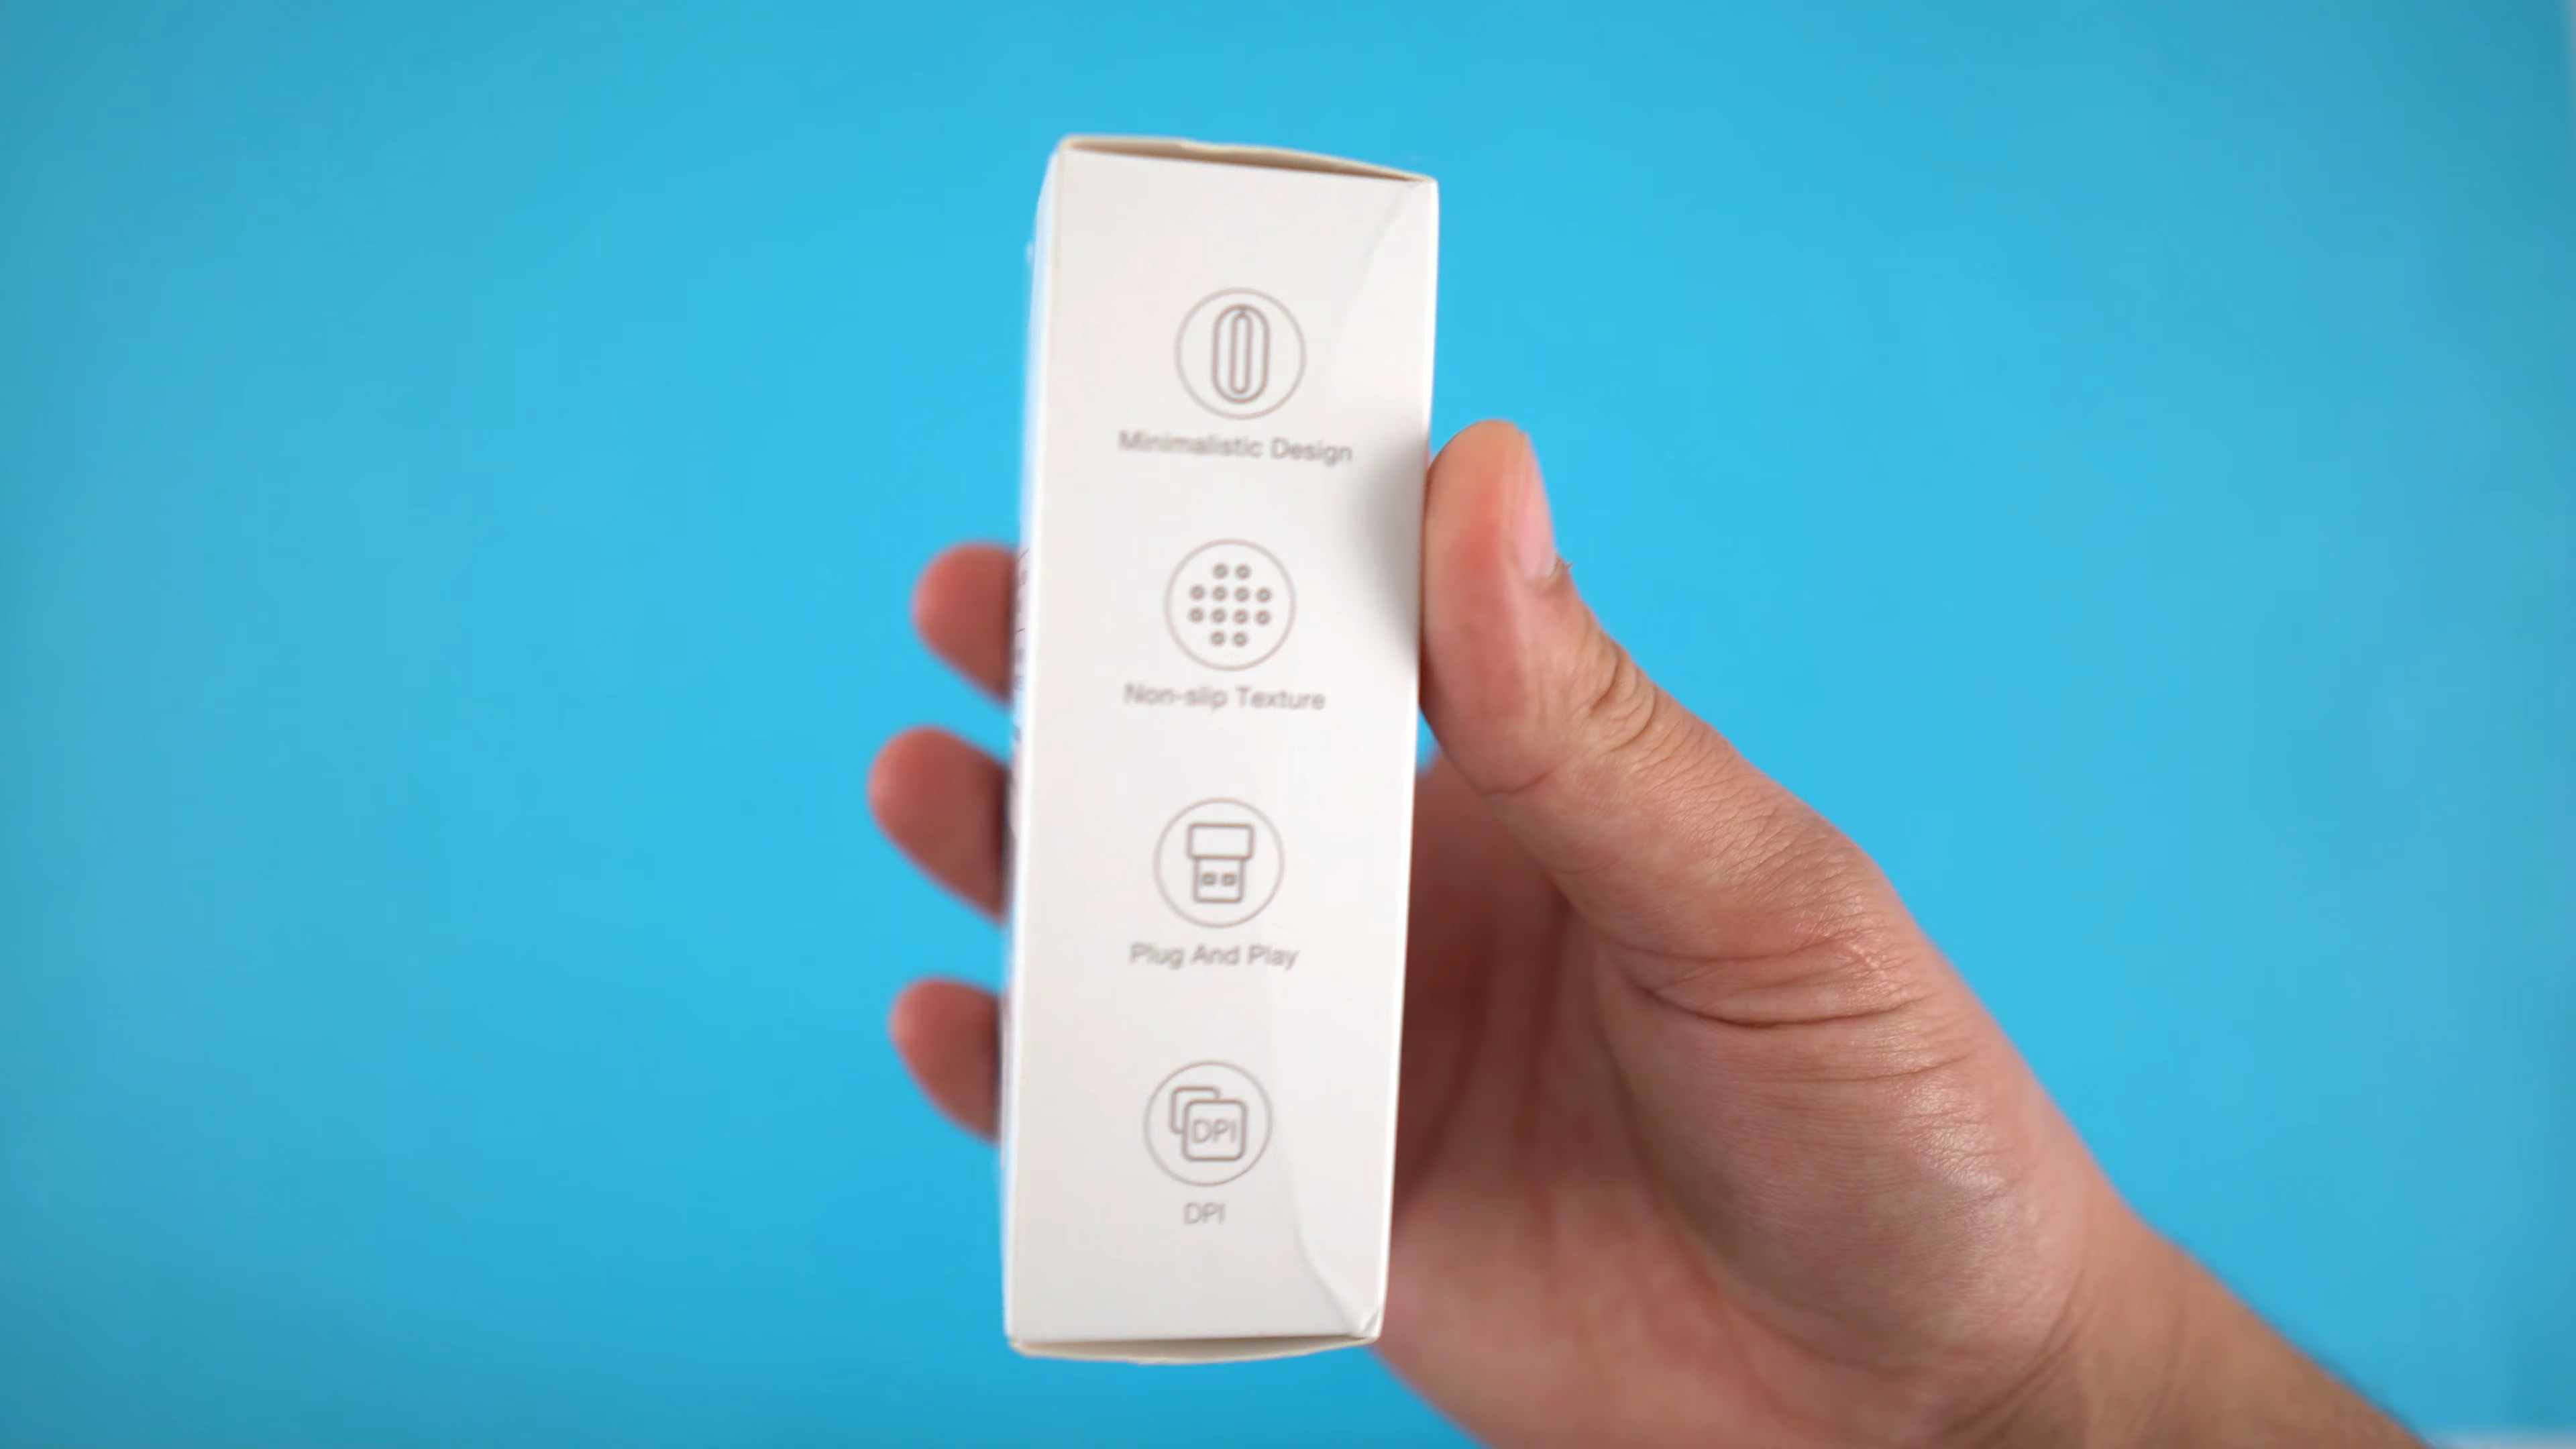 Minimalistic Design
Non-slip Texture
Plug And Play
DPI
DPI